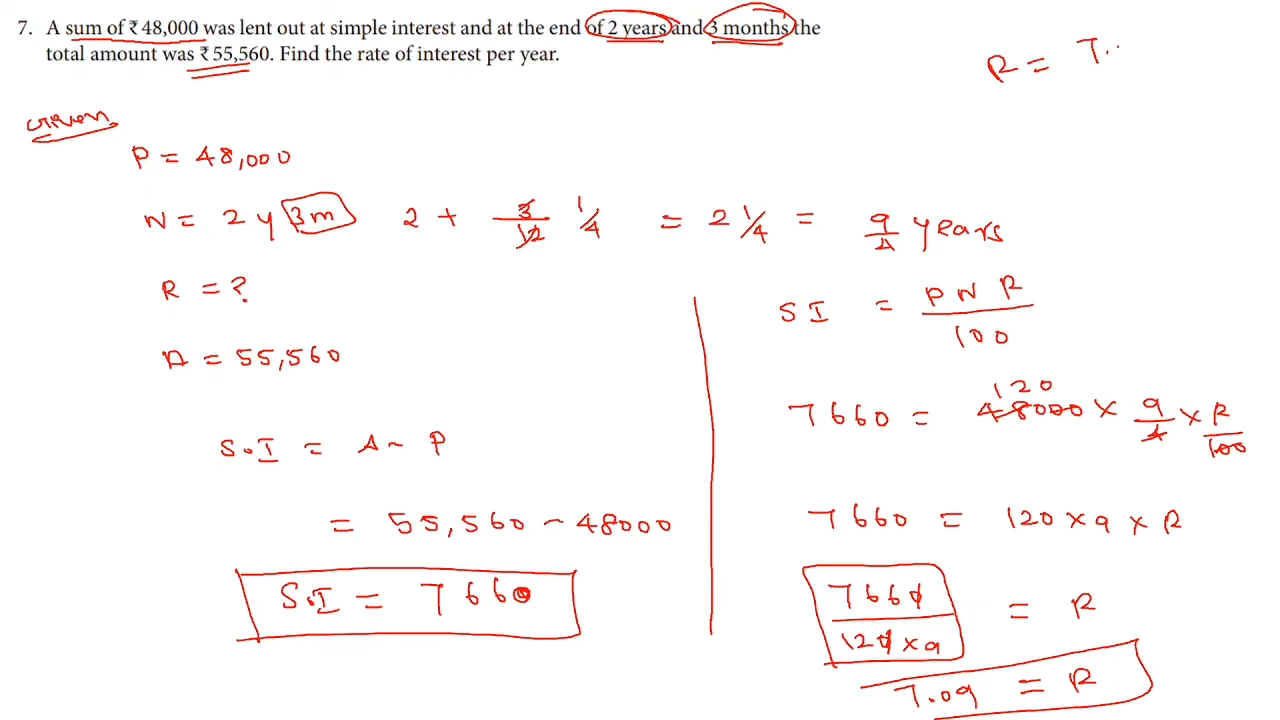 7. A sum of ₹ 48,000 was lent out at simple interest and at the end of 2 years and 3 months the
total amount was ₹ 55,560. Find the rate of interest per year.
R = 7..
Given
P = 48,000
N = 2 y 3m 2 + 3/12 1/4 = 2 1/4 = 9/4 years
R = ?
A = 55,560
S.I = A - P
= 55,560 - 48000
S.I = 7660
SI = PNR/100
120
7660 = 48000 x 9/4 x R/100
7660 = 120 x 9 x R
7660/120 x 9 = R
7.09 = R